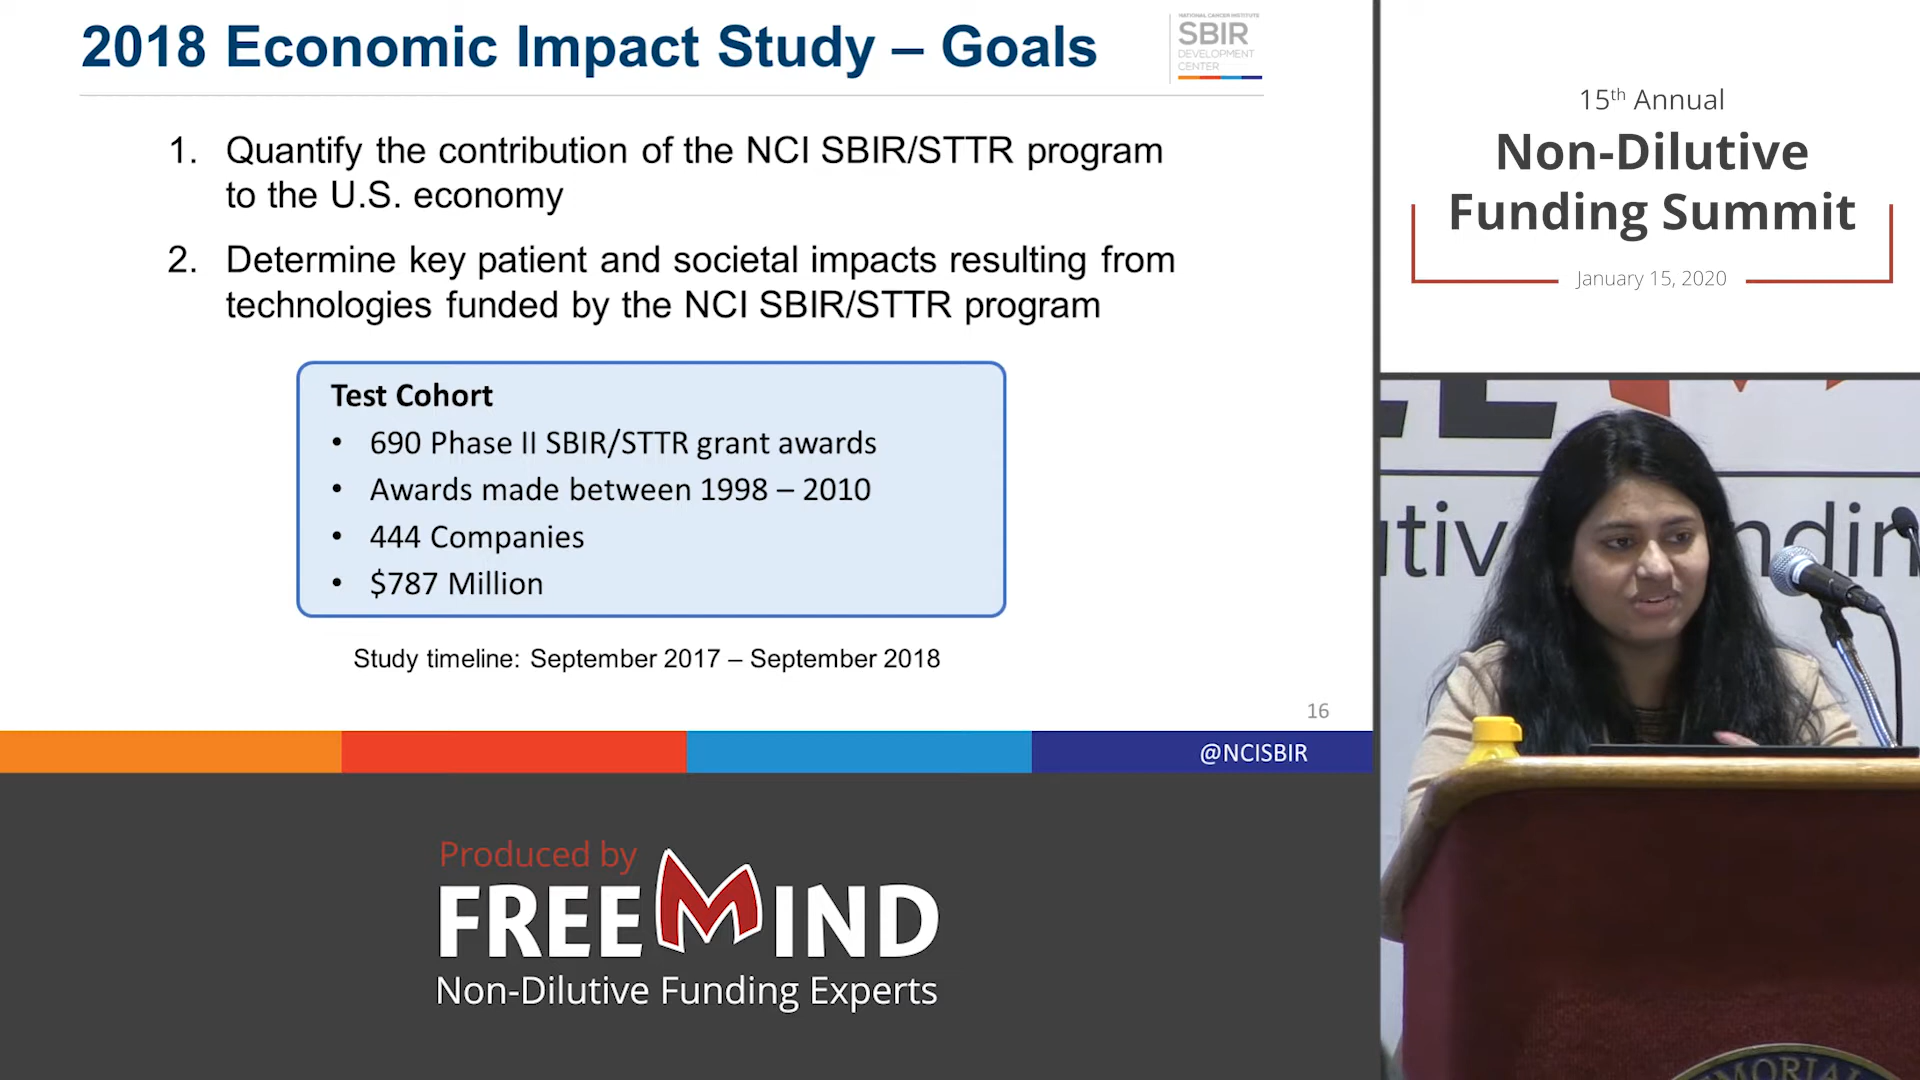 2018 Economic Impact Study – Goals
NATIONAL CANCER INSTITUTE
SBIR
DEVELOPMENT
CENTER
1. Quantify the contribution of the NCI SBIR/STTR program
to the U.S. economy
2. Determine key patient and societal impacts resulting from
technologies funded by the NCI SBIR/STTR program
Test Cohort
• 690 Phase II SBIR/STTR grant awards
• Awards made between 1998 – 2010
• 444 Companies
• $787 Million
Study timeline: September 2017 – September 2018
16
@NCISBIR
Produced by
FREEMIND
Non-Dilutive Funding Experts
15th Annual
Non-Dilutive
Funding Summit
January 15, 2020